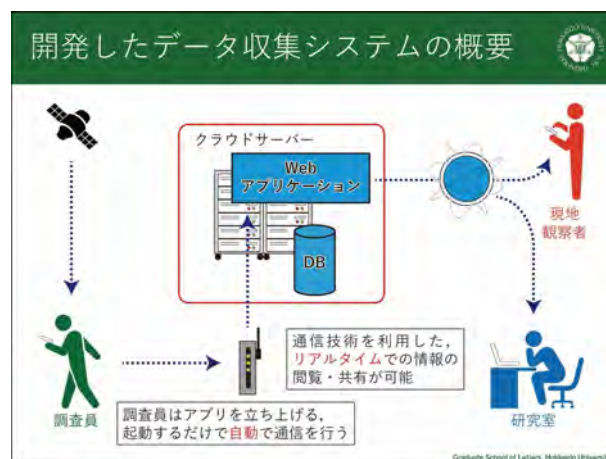 開発したデータ収集システムの概要
クラウドサーバー
Web
アプリケーション
DB
現地
観察者
通信技術を利用した,
リアルタイムでの情報の
閲覧・共有が可能
調査員
調査員はアプリを立ち上げる,
起動するだけで自動で通信を行う
研究室
Graduate School of Letters, Hokkaido Universit